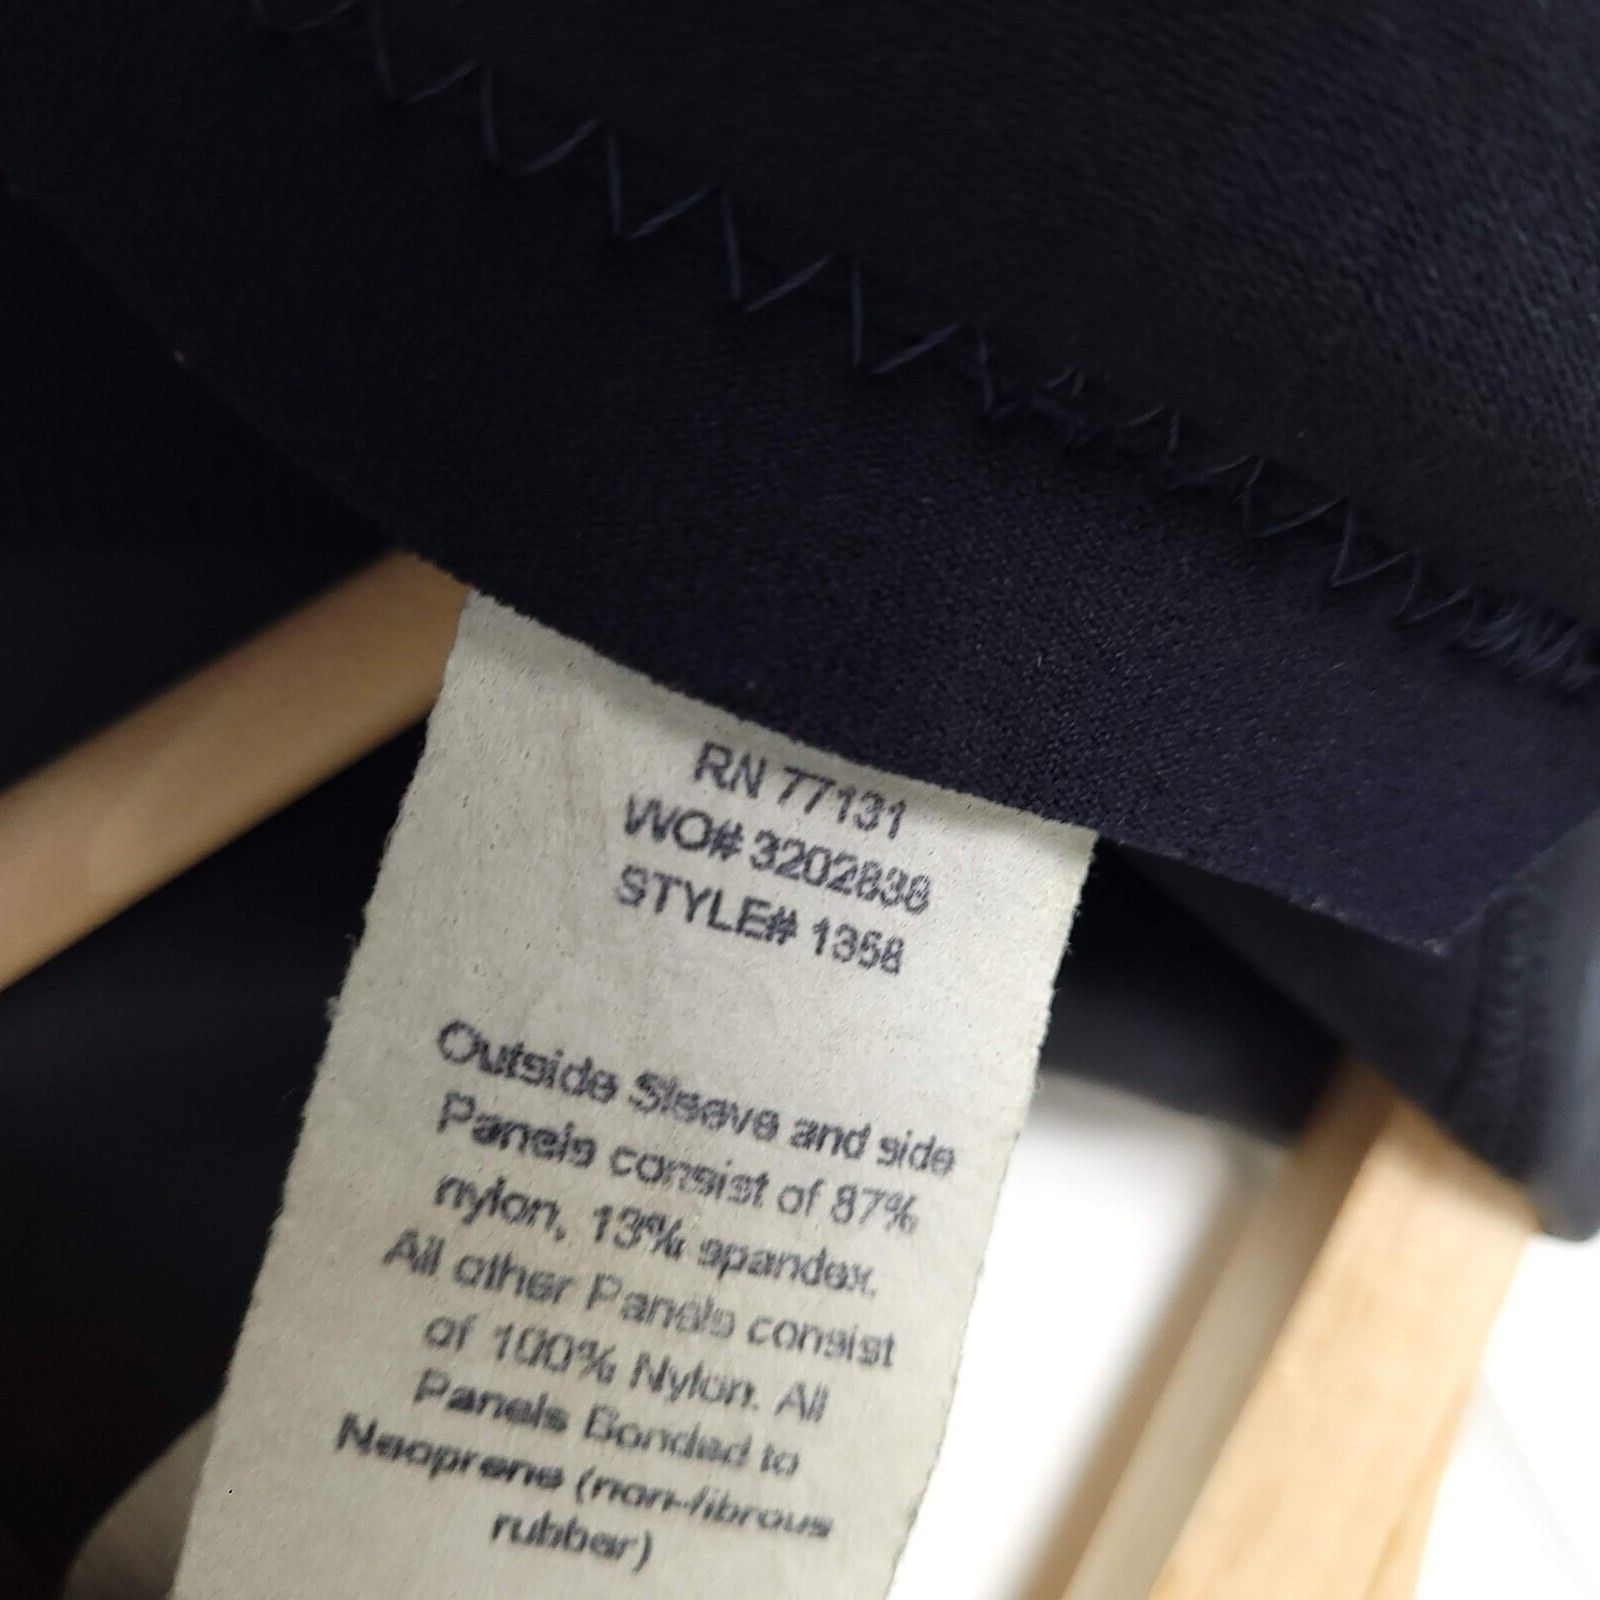 RN 77131
WO# 3202838
STYLE# 1358
Outside Sleeve and side
Panels consist of 87%
nylon, 13% spandex.
All other Panels consist
of 100% Nylon. All
Panels Bonded to
Neoprene (non-fibrous
rubber)